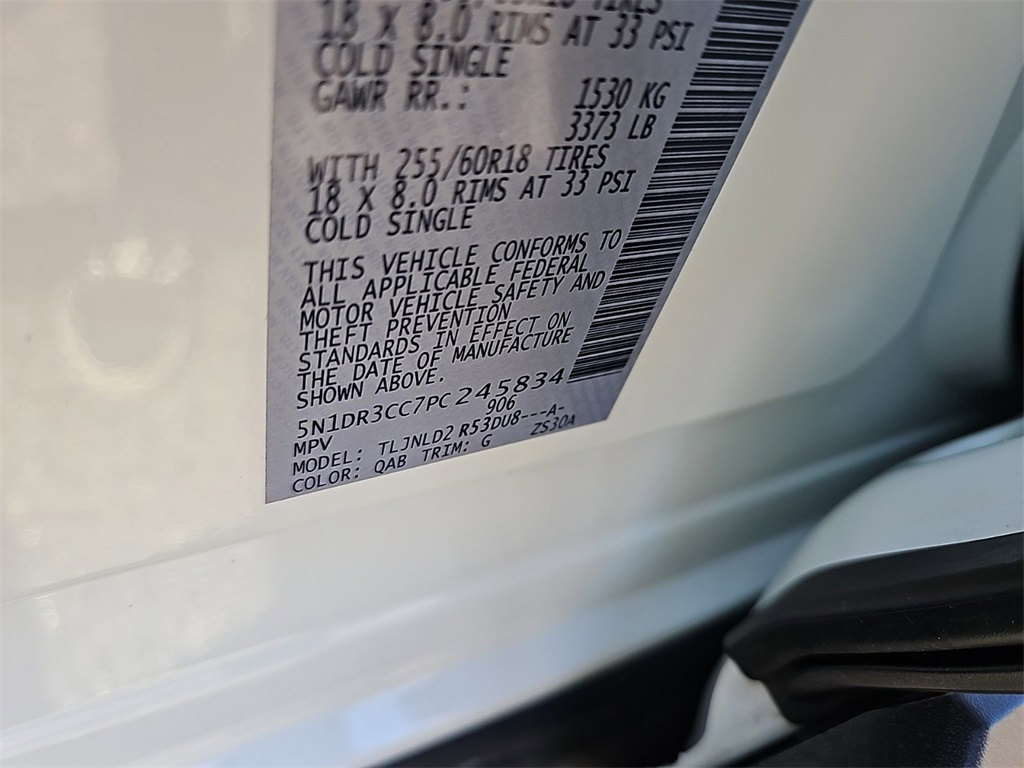 TIRES
18 X 8.0 RIMS AT 33 PSI
COLD SINGLE
GAWR RR.: 1530 KG
3373 LB
WITH 255/60R18 TIRES
18 X 8.0 RIMS AT 33 PSI
COLD SINGLE
THIS VEHICLE CONFORMS TO
ALL APPLICABLE FEDERAL
MOTOR VEHICLE SAFETY AND
THEFT PREVENTION
STANDARDS IN EFFECT ON
THE DATE OF MANUFACTURE
SHOWN ABOVE.
5N1DR3CC7PC245834
MPV 906
MODEL: TLJNLD2 R53DU8---A-
COLOR: QAB TRIM: G ZS30A